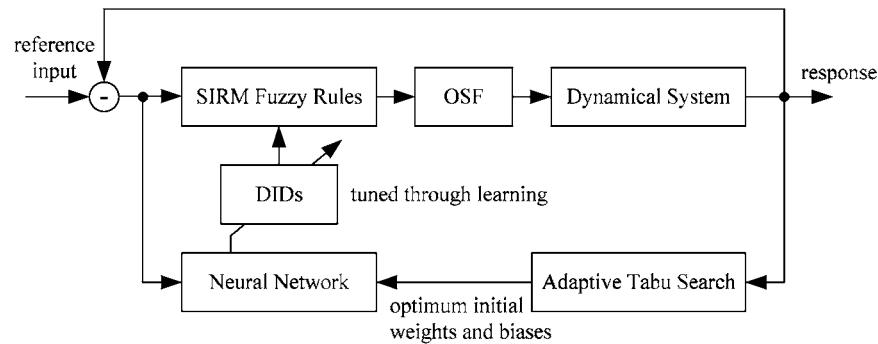 reference
input
-
SIRM Fuzzy Rules
OSF
Dynamical System
response
DIDs
tuned through learning
Neural Network
Adaptive Tabu Search
optimum initial
weights and biases